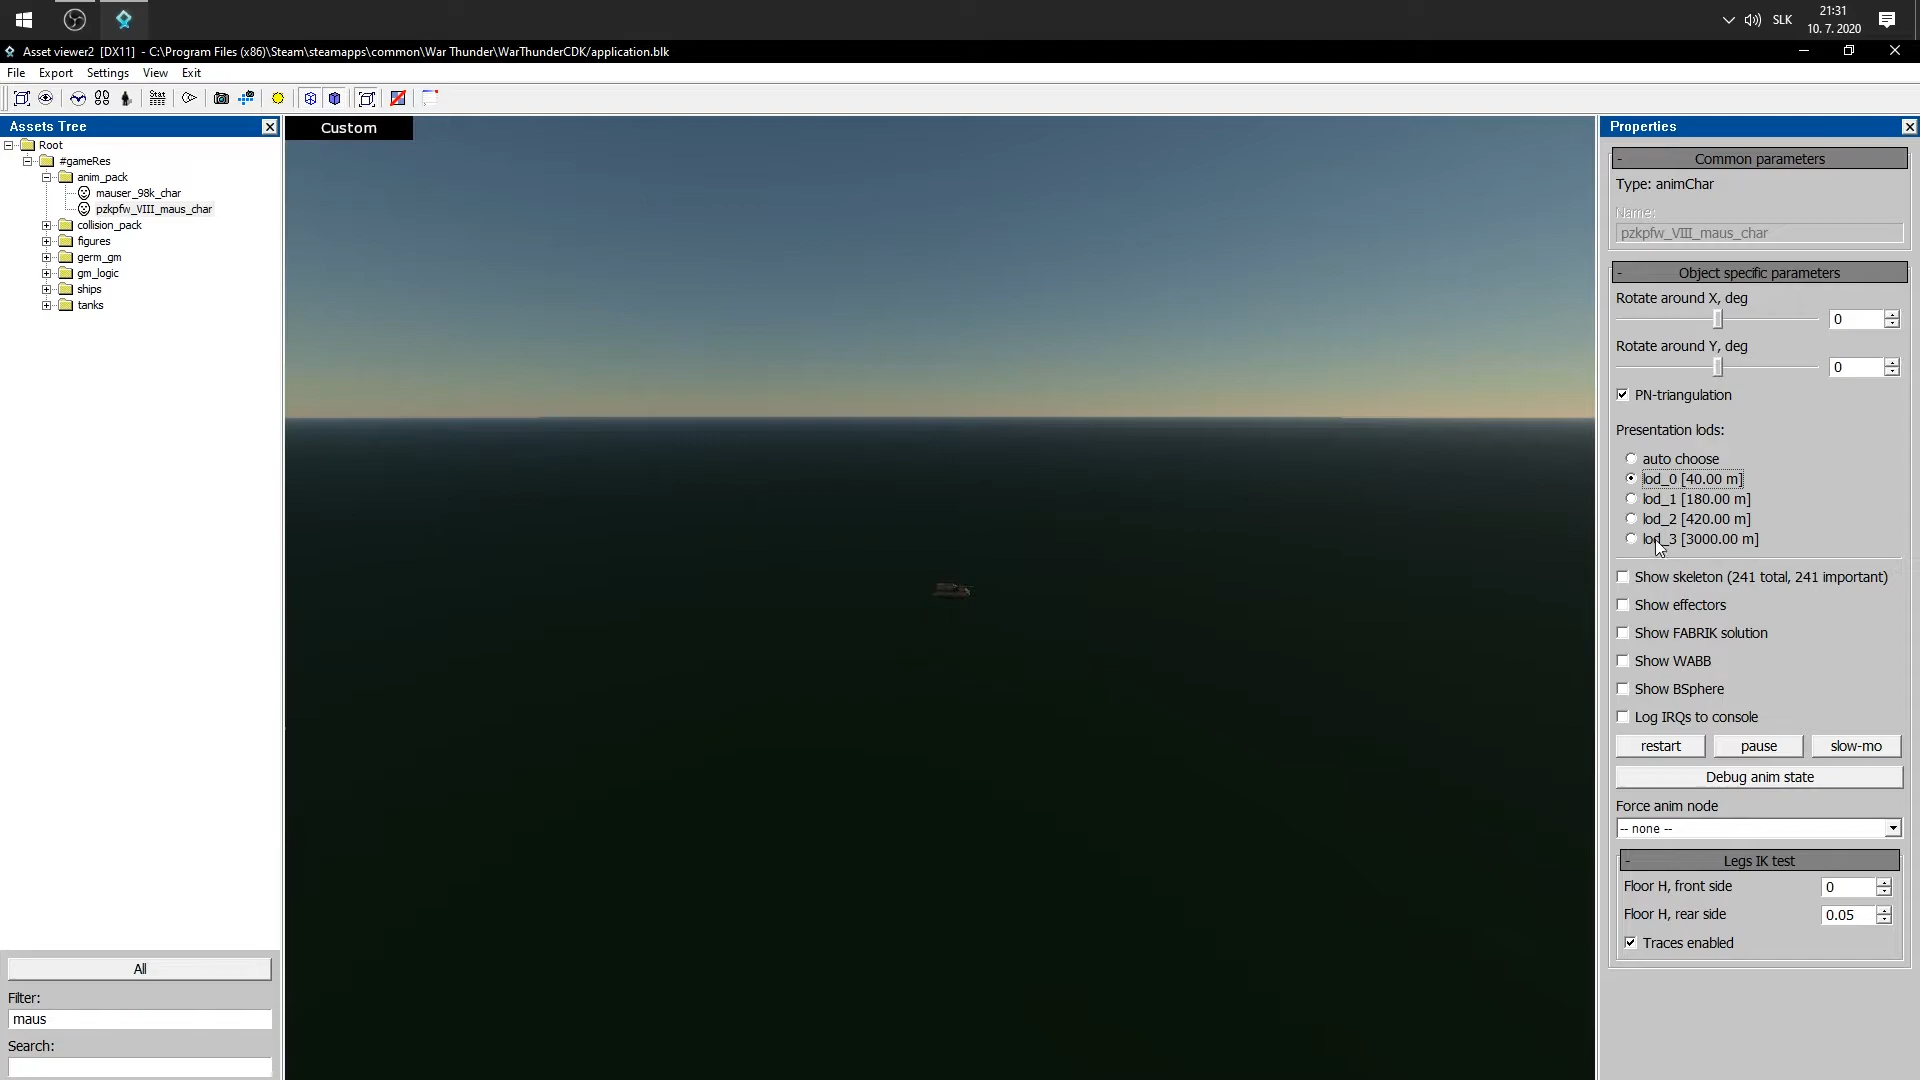 SLK
21:31
10. 7. 2020
Asset viewer2 [DX11] - C:\Program Files (x86)\Steam\steamapps\common\War Thunder\WarThunderCDK/application.blk
File Export Settings View Exit
Stat
Assets Tree
Root
#gameRes
anim_pack
mauser_98k_char
pzkpfw_VIII_maus_char
collision_pack
figures
germ_gm
gm_logic
ships
tanks
All
Filter:
maus
Search:
Custom
Properties
Common parameters
Type: animChar
Name:
pzkpfw_VIII_maus_char
Object specific parameters
Rotate around X, deg
0
Rotate around Y, deg
0
PN-triangulation
Presentation lods:
auto choose
lod_0 [40.00 m]
lod_1 [180.00 m]
lod_2 [420.00 m]
lod_3 [3000.00 m]
Show skeleton (241 total, 241 important)
Show effectors
Show FABRIK solution
Show WABB
Show BSphere
Log IRQs to console
restart pause slow-mo
Debug anim state
Force anim node
-- none --
Legs IK test
Floor H, front side 0
Floor H, rear side 0.05
Traces enabled